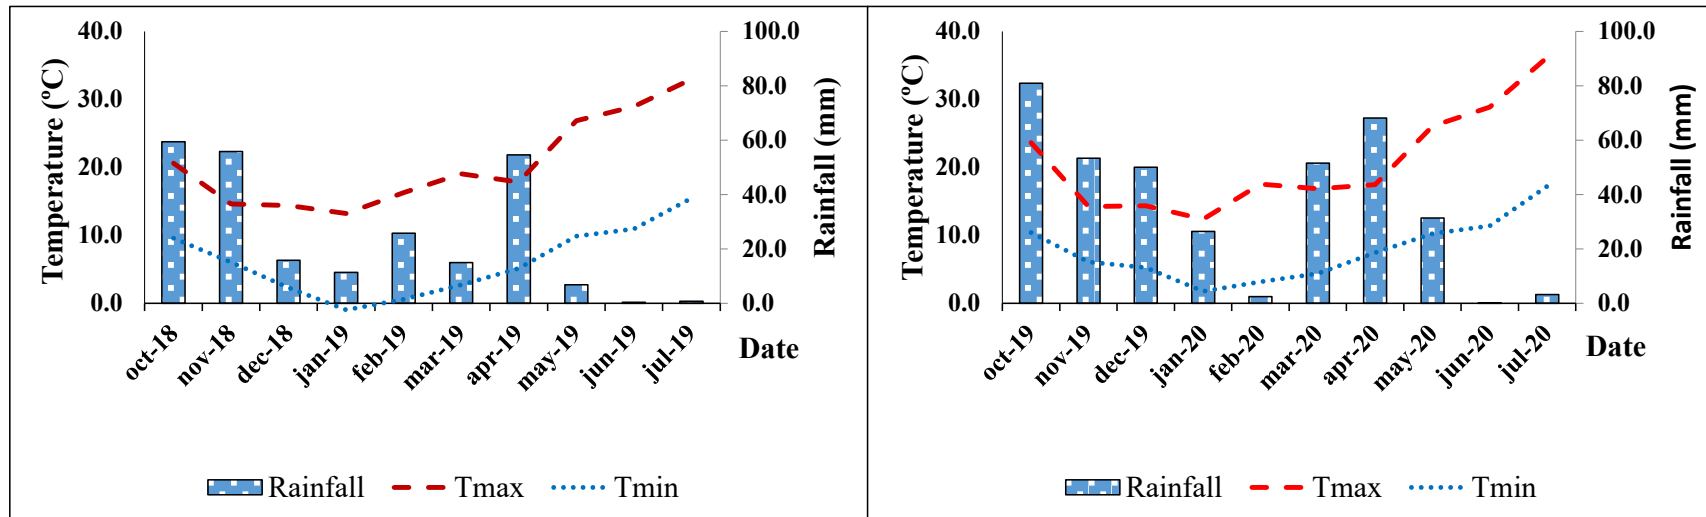 Temperature (ºC)
40.0
30.0
20.0
10.0
0.0
100.0
80.0
60.0
40.0
20.0
0.0
Rainfall (mm)
oct-18
nov-18
dec-18
jan-19
feb-19
mar-19
apr-19
may-19
jun-19
jul-19
Date
Rainfall Tmax Tmin
Temperature (ºC)
40.0
30.0
20.0
10.0
0.0
100.0
80.0
60.0
40.0
20.0
0.0
Rainfall (mm)
oct-19
nov-19
dec-19
jan-20
feb-20
mar-20
apr-20
may-20
jun-20
jul-20
Date
Rainfall Tmax Tmin